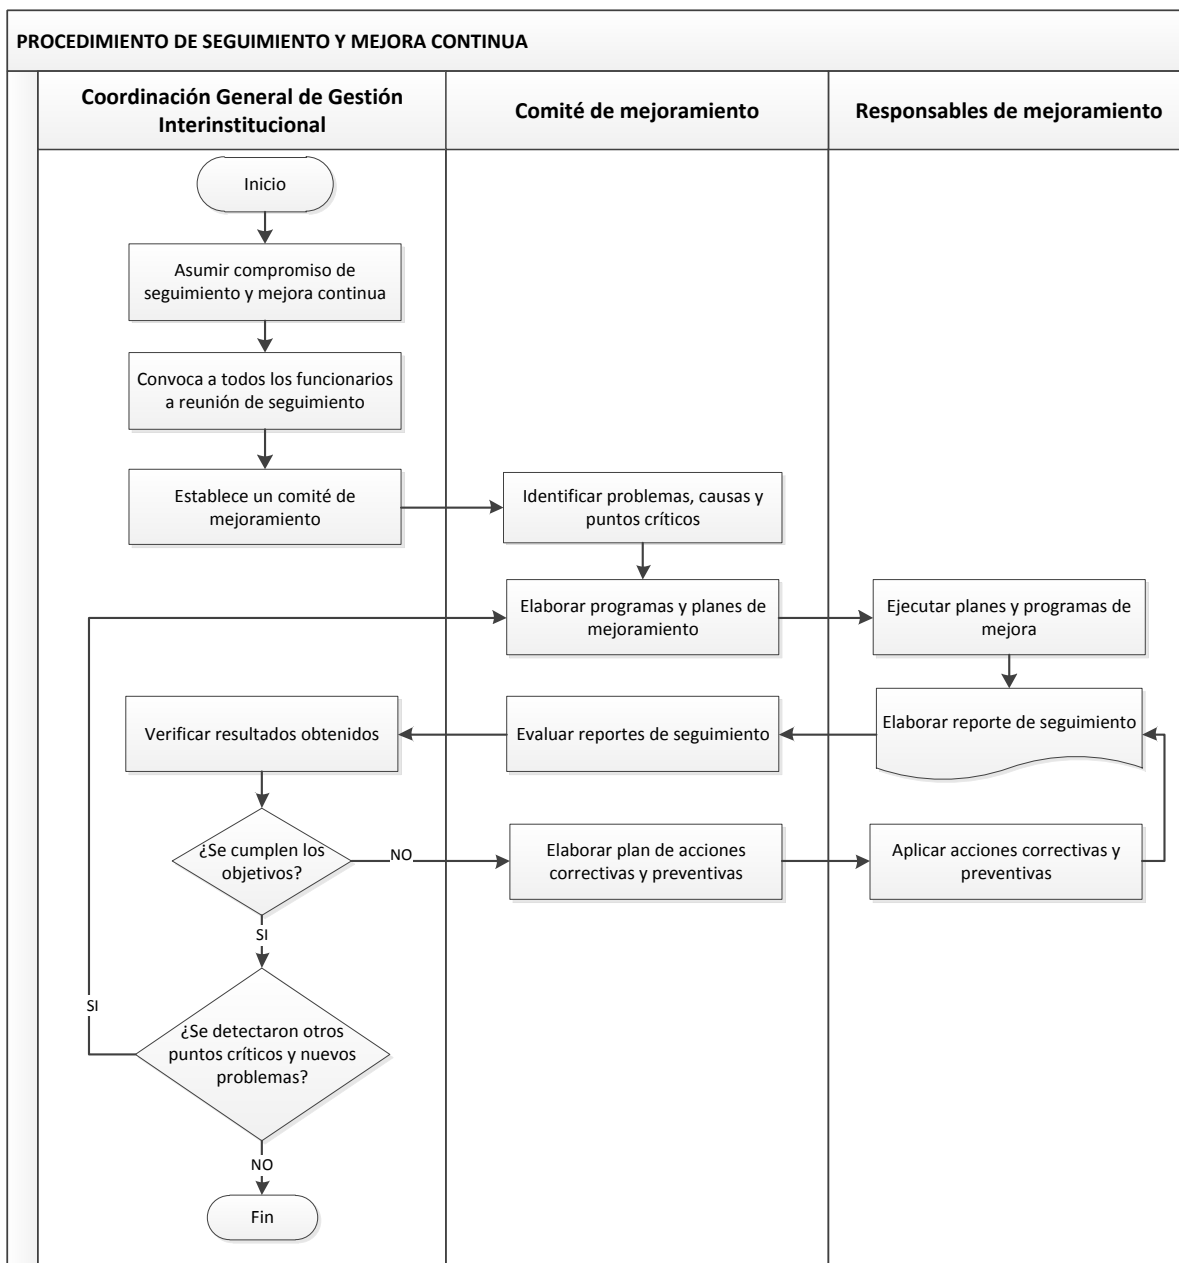 PROCEDIMIENTO DE SEGUIMIENTO Y MEJORA CONTINUA
Coordinación General de Gestión
Interinstitucional
Comité de mejoramiento
Responsables de mejoramiento
Inicio
Asumir compromiso de
seguimiento y mejora continua
Convoca a todos los funcionarios
a reunión de seguimiento
Establece un comité de
mejoramiento
Identificar problemas, causas y
puntos críticos
Elaborar programas y planes de
mejoramiento
Ejecutar planes y programas de
mejora
Elaborar reporte de seguimiento
Evaluar reportes de seguimiento
Verificar resultados obtenidos
¿Se cumplen los
objetivos?
NO
Elaborar plan de acciones
correctivas y preventivas
Aplicar acciones correctivas y
preventivas
SI
¿Se detectaron otros
puntos críticos y nuevos
problemas?
SI
NO
Fin